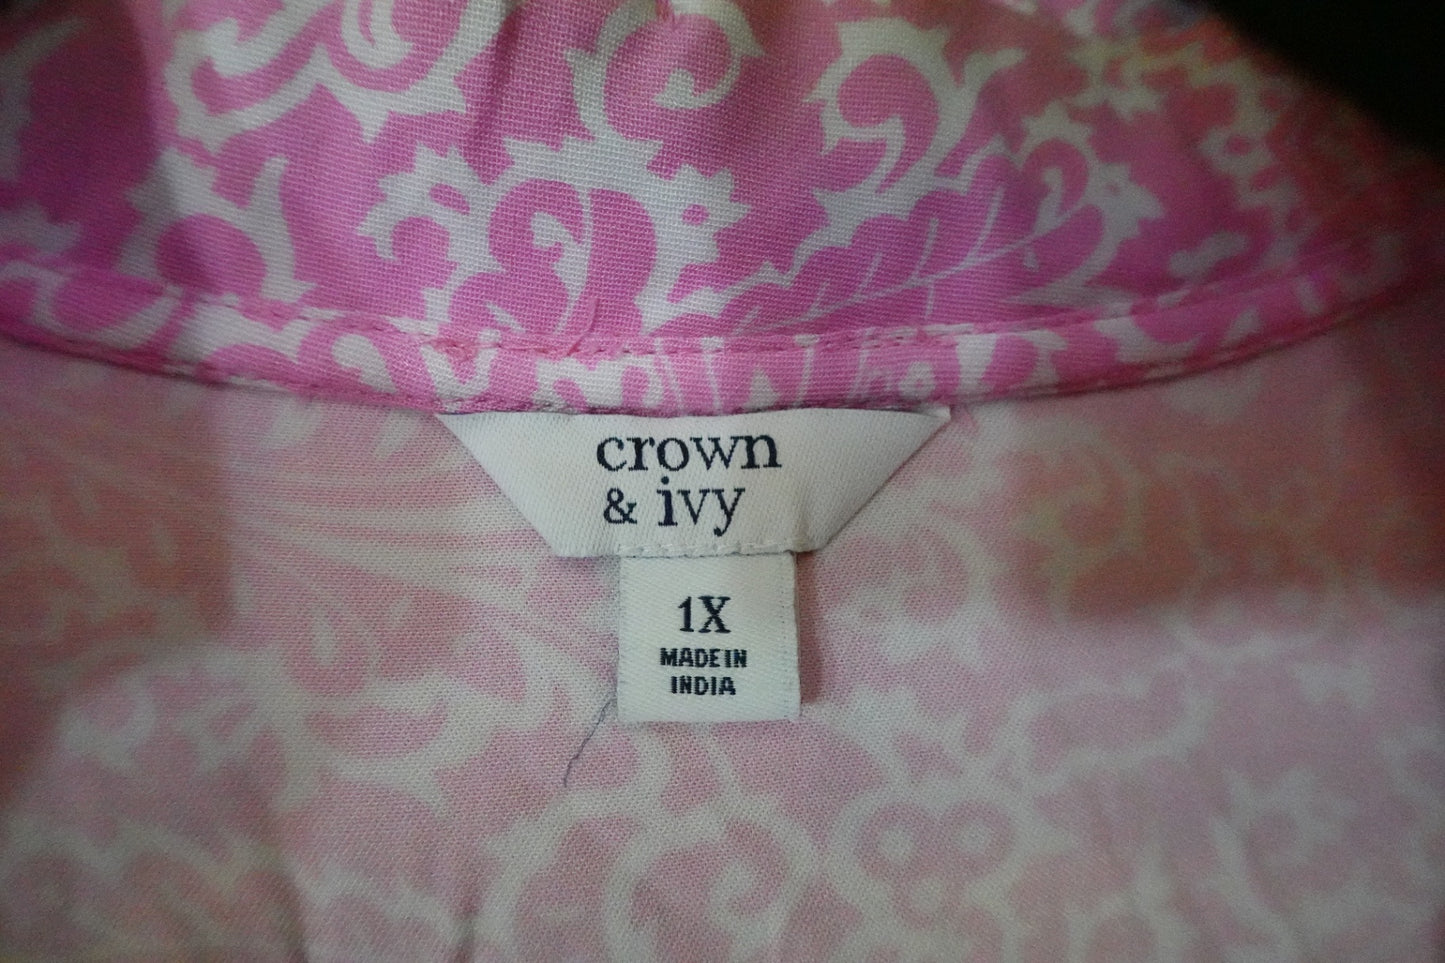 crown
& ivy
1X
MADE IN
INDIA